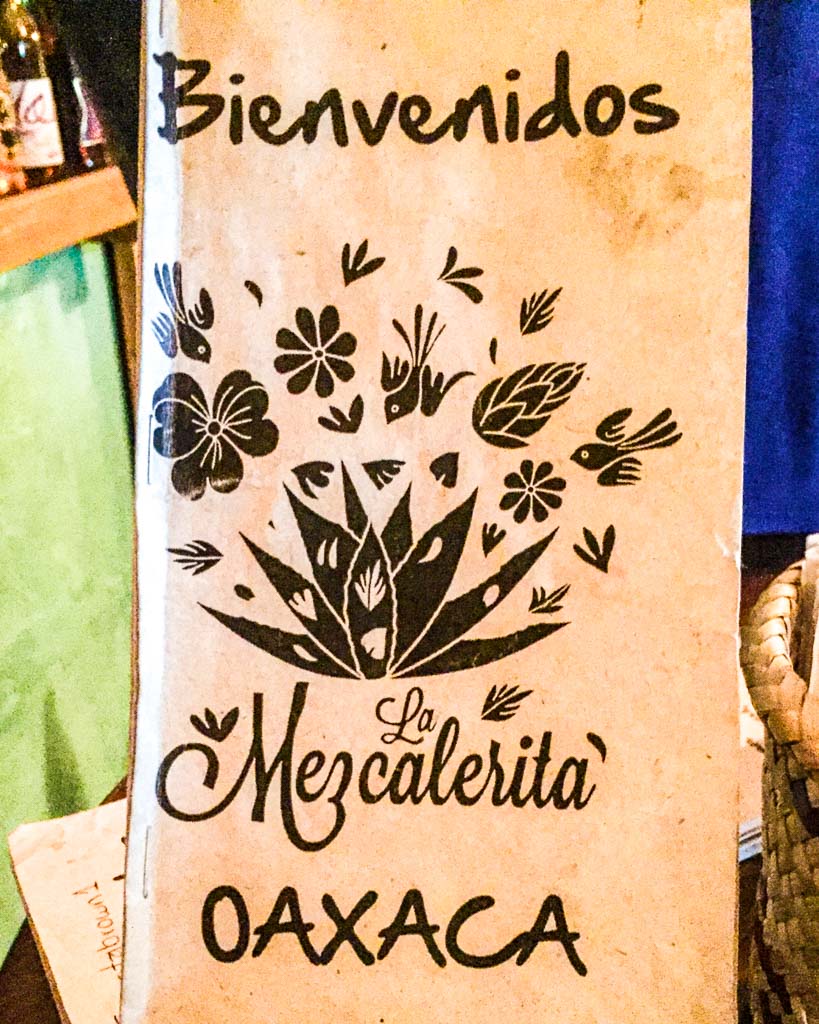 Bienvenidos
La
Mezcalerita
OAXACA